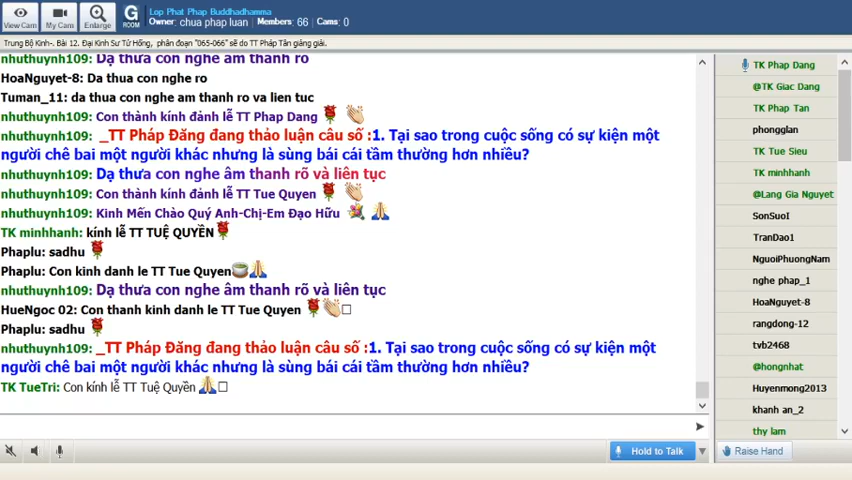 View Cam
My Cam
Enlarge
G
ROOM
Lop Phat Phap Buddhadhamma
Owner: chua phap luan Members: 66 Cams: 0
Trung Bộ Kinh-. Bài 12. Đại Kinh Sư Tử Hống, phân đoạn "065-066" sẽ do TT Pháp Tân giảng giải.
nhuthuynh109: Dạ thưa con nghe âm thanh rõ
HoaNguyet-8: Da thua con nghe ro
Tuman_11: da thua con nghe am thanh ro va lien tuc
nhuthuynh109: Con thành kính đảnh lễ TT Phap Dang
nhuthuynh109: _TT Pháp Đăng đang thảo luận câu số :1. Tại sao trong cuộc sống có sự kiện một
người chê bai một người khác nhưng là sùng bái cái tầm thường hơn nhiều?
nhuthuynh109: Dạ thưa con nghe âm thanh rõ và liên tục
nhuthuynh109: Con thành kính đảnh lễ TT Tue Quyen
nhuthuynh109: Kinh Mến Chào Quý Anh-Chị-Em Đạo Hữu
TK minhhanh: kính lễ TT TUỆ QUYỀN
Phaplu: sadhu
Phaplu: Con kinh danh le TT Tue Quyen
nhuthuynh109: Dạ thưa con nghe âm thanh rõ và liên tục
HueNgoc 02: Con thanh kinh danh le TT Tue Quyen
Phaplu: sadhu
nhuthuynh109: _TT Pháp Đăng đang thảo luận câu số :1. Tại sao trong cuộc sống có sự kiện một
người chê bai một người khác nhưng là sùng bái cái tầm thường hơn nhiều?
TK TueTri: Con kính lễ TT Tuệ Quyền
TK Phap Dang
@TK Giac Dang
TK Phap Tan
phongglan
TK Tue Sieu
TK minhhanh
@Lang Gia Nguyet
SonSuoI
TranDao1
NguoiPhuongNam
nghe phap_1
HoaNguyet-8
rangdong-12
tvb2468
@hongnhat
Huyenmong2013
khanh an_2
thy lam
Hold to Talk
Raise Hand